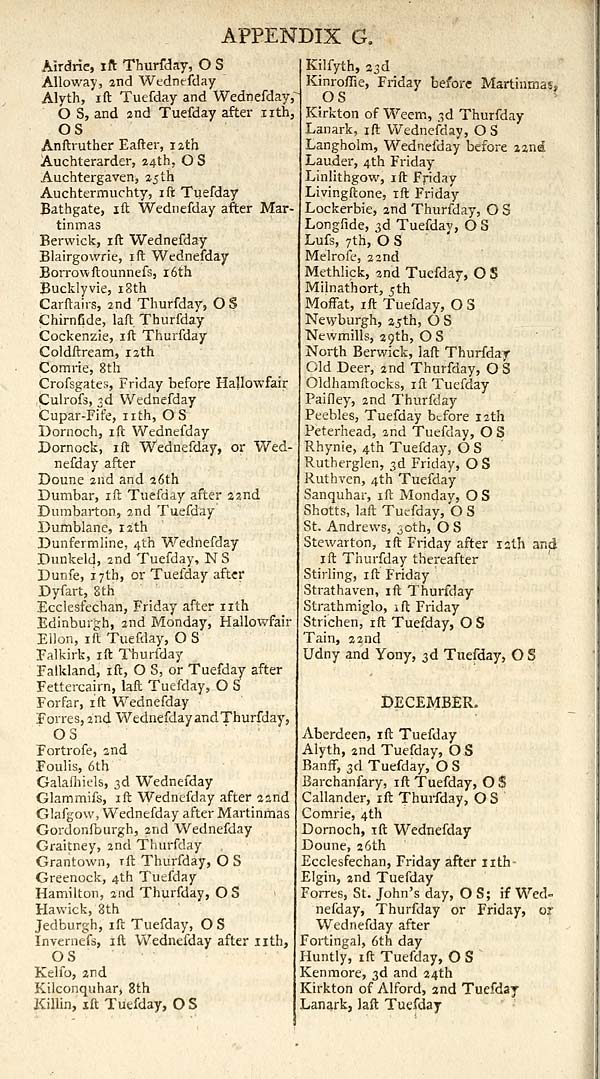 APPENDIX G.
Airdrie, 1ſt Thurſday, O S
Alloway, 2nd Wedneſday
Alyth, 1ſt Tueſday and Wedneſday,
O S, and 2nd Tueſday after 11th,
O S
Anſtruther Eaſter, 12th
Auchterarder, 24th, O S
Auchtergaven, 25th
Auchtermuchty, 1ſt Tueſday
Bathgate, 1ſt Wedneſday after Mar-
tinmas
Berwick, 1ſt Wedneſday
Blairgowrie, 1ſt Wedneſday
Borrowſtounneſs, 16th
Bucklyvie, 18th
Carſtairs, 2nd Thurſday, O S
Chirnſide, laſt Thurſday
Cockenzie, 1ſt Thurſday
Coldſtream, 12th
Comrie, 8th
Croſsgates, Friday before Hallowfair
Culroſs, 3d Wedneſday
Cupar-Fife, 11th, O S
Dornoch, 1ſt Wedneſday
Dornock, 1ſt Wedneſday, or Wed-
neſday after
Doune 2nd and 26th
Dumbar, 1ſt Tueſday after 22nd
Dumbarton, 2nd Tueſday
Dumblane, 12th
Dunfermline, 4th Wedneſday
Dunkeld, 2nd Tueſday, N S
Dunſe, 17th, or Tueſday after
Dyſart, 8th
Eccleſfechan, Friday after 11th
Edinburgh, 2nd Monday, Hallowfair
Ellon, 1ſt Tueſday, O S
Falkirk, 1ſt Thurſday
Falkland, 1ſt, O S, or Tueſday after
Fettercairn, laſt Tueſday, O S
Forfar, 1ſt Wedneſday
Forres, 2nd Wedneſday and Thurſday,
O S
Fortroſe, 2nd
Foulis, 6th
Galaſhiels, 3d Wedneſday
Glammiſs, 1ſt Wedneſday after 22nd
Glaſgow, Wedneſday after Martinmas
Gordonſburgh, 2nd Wedneſday
Graitney, 2nd Thurſday
Grantown, 1ſt Thurſday, O S
Greenock, 4th Tueſday
Hamilton, 2nd Thurſday, O S
Hawick, 8th
Jedburgh, 1ſt Tueſday, O S
Inverneſs, 1ſt Wedneſday after 11th,
O S
Kelſo, 2nd
Kilconquhar, 8th
Killin, 1ſt Tueſday, O S
Kilſyth, 23d
Kinroſſie, Friday before Martinmas,
O S
Kirkton of Weem, 3d Thurſday
Lanark, 1ſt Wedneſday, O S
Langholm, Wedneſday before 22nd
Lauder, 4th Friday
Linlithgow, 1ſt Friday
Livingſtone, 1ſt Friday
Lockerbie, 2nd Thurſday, O S
Longſide, 3d Tueſday, O S
Luſs, 7th, O S
Melroſe, 22nd
Methlick, 2nd Tueſday, O S
Milnathort, 5th
Moffat, 1ſt Tueſday, O S
Newburgh, 25th, O S
Newmills, 29th, O S
North Berwick, laſt Thurſday
Old Deer, 2nd Thurſday, O S
Oldhamſtocks, 1ſt Tueſday
Paiſley, 2nd Thurſday
Peebles, Tueſday before 12th
Peterhead, 2nd Tueſday, O S
Rhynie, 4th Tueſday, O S
Rutherglen, 3d Friday, O S
Ruthven, 4th Tueſday
Sanquhar, 1ſt Monday, O S
Shotts, laſt Tueſday, O S
St. Andrews, 30th, O S
Stewarton, 1ſt Friday after 12th and
1ſt Thurſday thereafter
Stirling, 1ſt Friday
Strathaven, 1ſt Thurſday
Strathmiglo, 1ſt Friday
Strichen, 1ſt Tueſday, O S
Tain, 22nd
Udny and Yony, 3d Tueſday, O S
DECEMBER.
Aberdeen, 1ſt Tueſday
Alyth, 2nd Tueſday, O S
Banff, 3d Tueſday, O S
Barchanſary, 1ſt Tueſday, O S
Callander, 1ſt Thurſday, O S
Comrie, 4th
Dornoch, 1ſt Wedneſday
Doune, 26th
Eccleſfechan, Friday after 11th
Elgin, 2nd Tueſday
Forres, St. John's day, O S; if Wed-
neſday, Thurſday or Friday, or
Wedneſday after
Fortingal, 6th day
Huntly, 1ſt Tueſday, O S
Kenmore, 3d and 24th
Kirkton of Alford, 2nd Tueſday
Lanark, laſt Tueſday